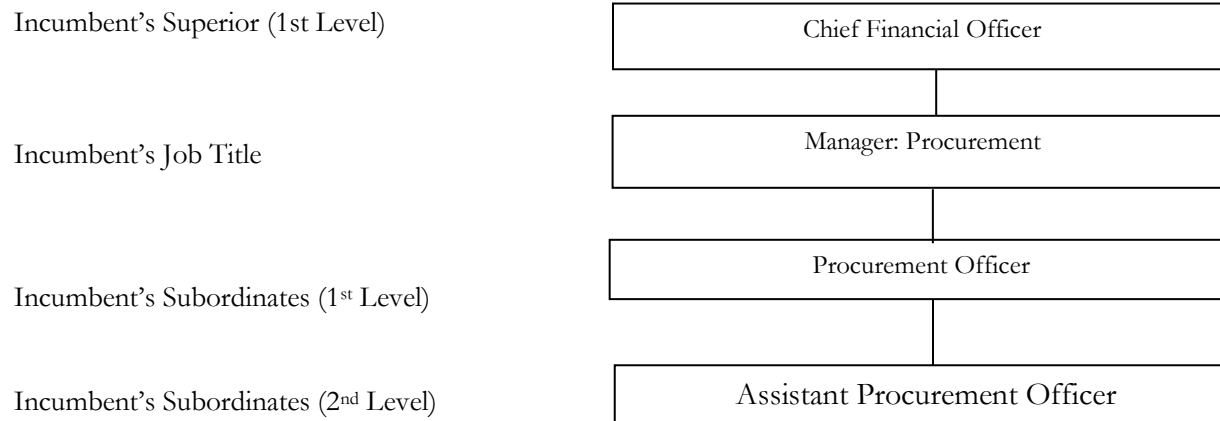 Incumbent’s Superior (1st Level)
Chief Financial Officer
Incumbent’s Job Title
Manager: Procurement
Incumbent’s Subordinates (1st Level)
Procurement Officer
Incumbent’s Subordinates (2nd Level)
Assistant Procurement Officer